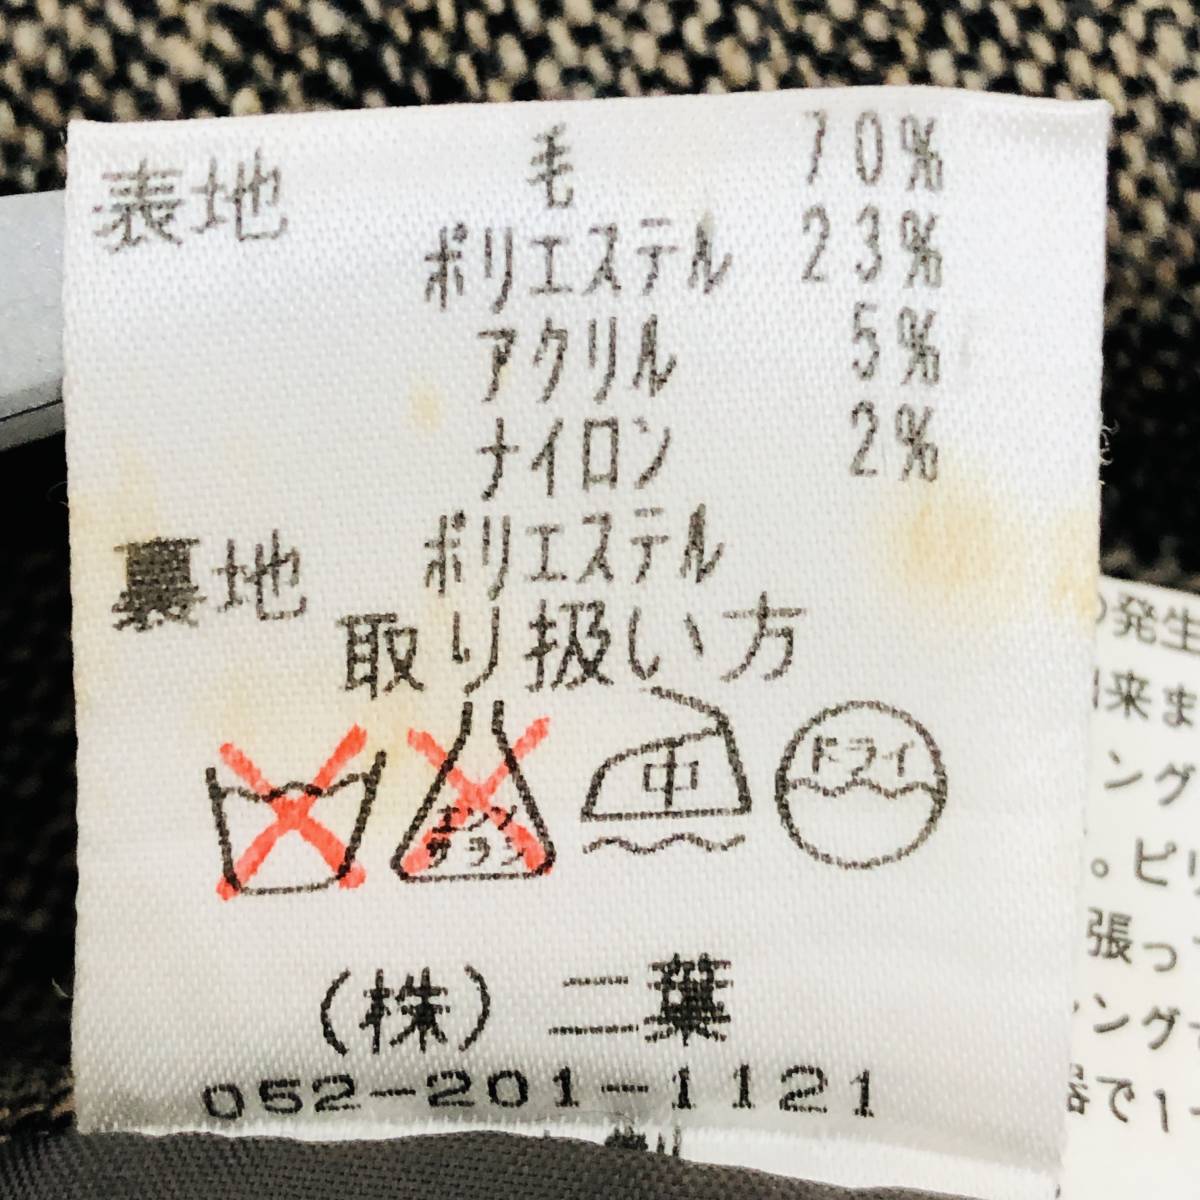 表地 毛 70%
ポリエステル 23%
アクリル 5%
ナイロン 2%
裏地 ポリエステル
取り扱い方
エンソ
サラシ
中
ドライ
(株) 二葉
052-201-1121
の発生
来ま
ング
。ピリ
張っ
ング
器で1